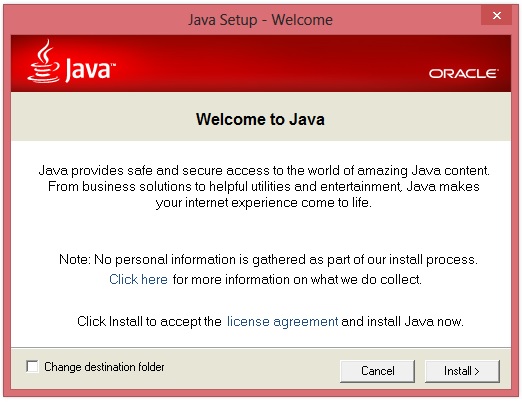 Java Setup - Welcome
Java™
ORACLE®
Welcome to Java
Java provides safe and secure access to the world of amazing Java content.
From business solutions to helpful utilities and entertainment, Java makes
your internet experience come to life.
Note: No personal information is gathered as part of our install process.
Click here for more information on what we do collect.
Click Install to accept the license agreement and install Java now.
Change destination folder
Cancel
Install >